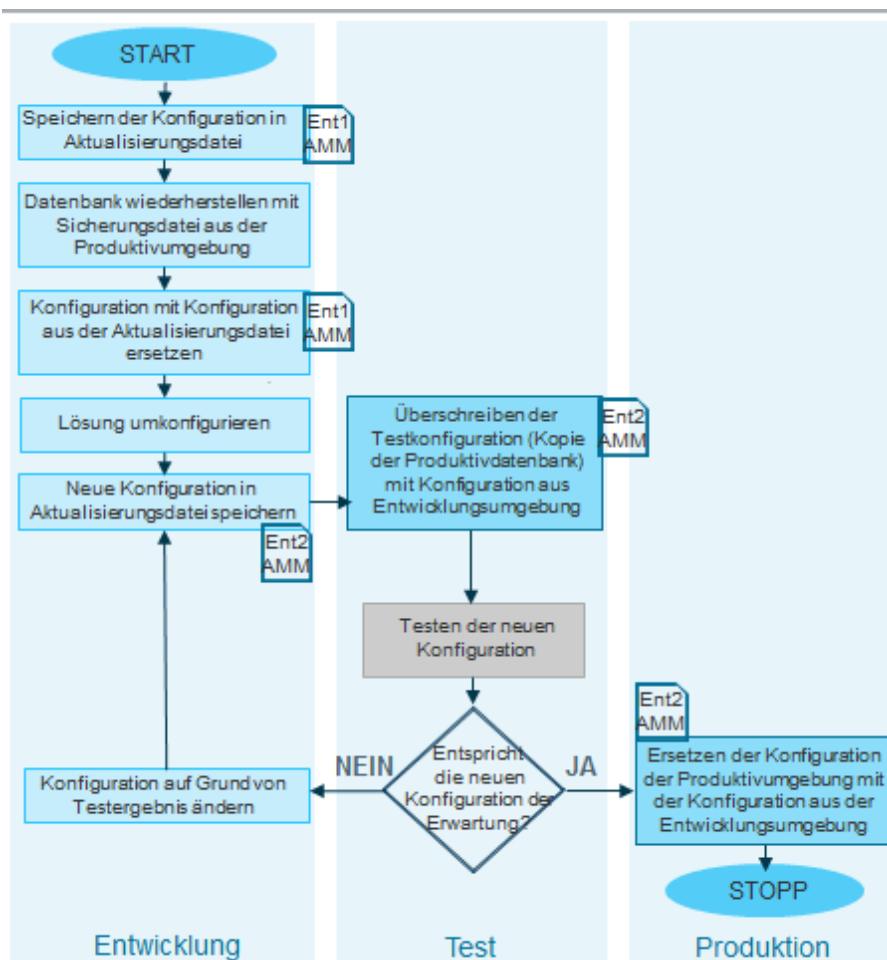 START
Speichern der Konfiguration in
Aktualisierungsdatei
Ent1
AMM
Datenbank wiederherstellen mit
Sicherungsdatei aus der
Produktivumgebung
Konfiguration mit Konfiguration
aus der Aktualisierungsdatei
ersetzen
Ent1
AMM
Lösung umkonfigurieren
Neue Konfiguration in
Aktualisierungsdatei speichern
Ent2
AMM
Konfiguration auf Grund von
Testergebnis ändern
Entwicklung
Überschreiben der
Testkonfiguration (Kopie
der Produktivdatenbank)
mit Konfiguration aus
Entwicklungsumgebung
Ent2
AMM
Testen der neuen
Konfiguration
NEIN
Entspricht
die neuen
Konfiguration der
Erwartung?
JA
Test
Ent2
AMM
Ersetzen der Konfiguration
der Produktivumgebung mit
der Konfiguration aus der
Entwicklungsumgebung
STOPP
Produktion